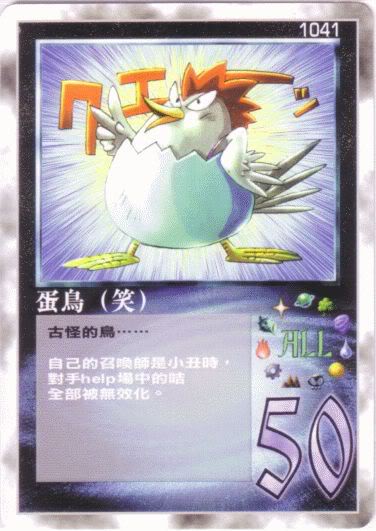 1041
クエーッ
蛋鳥（笑）
古怪的鳥……
自己的召喚師是小丑時，
對手help場中的咭
全部被無效化。
ALL
50